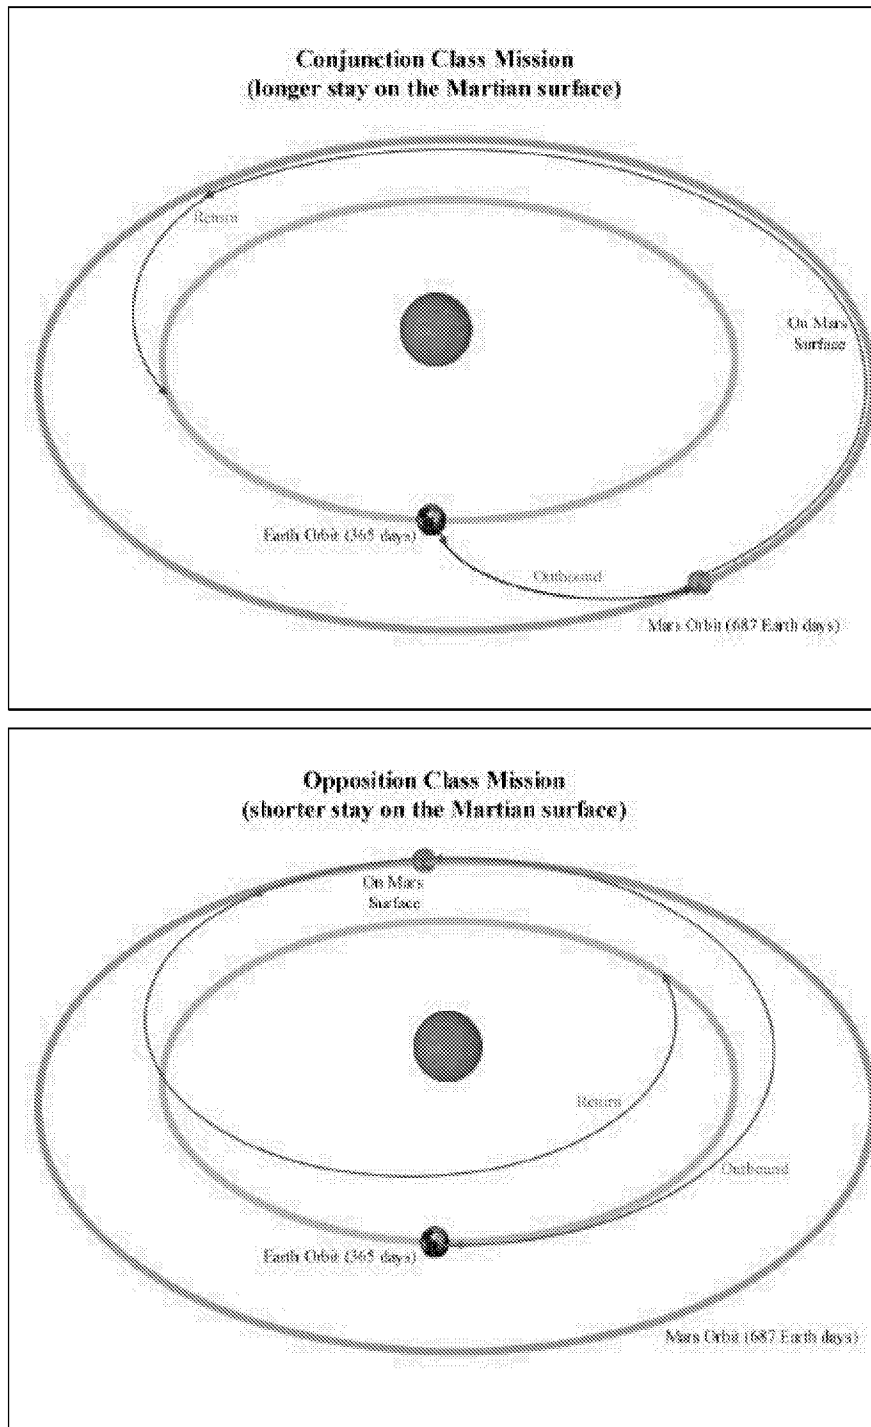 Conjunction Class Mission
(longer stay on the Martian surface)
Return
On Mars
Surface
Earth Orbit (365 days)
Outbound
Mars Orbit (687 Earth days)
Opposition Class Mission
(shorter stay on the Martian surface)
On Mars
Surface
Return
Outbound
Earth Orbit (365 days)
Mars Orbit (687 Earth days)